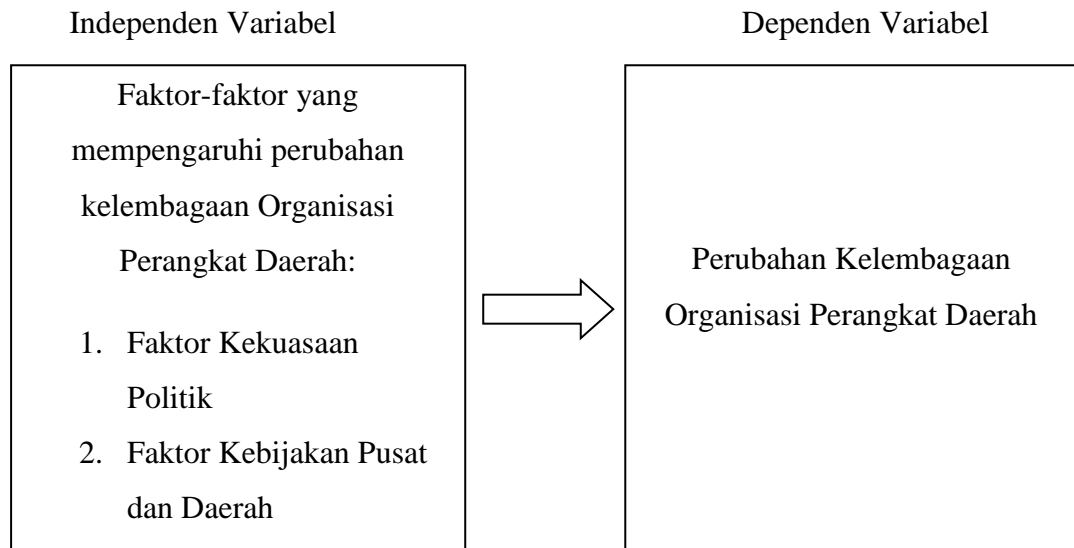 Independen Variabel
Dependen Variabel
Faktor-faktor yang
mempengaruhi perubahan
kelembagaan Organisasi
Perangkat Daerah:
1. Faktor Kekuasaan
Politik
2. Faktor Kebijakan Pusat
dan Daerah
Perubahan Kelembagaan
Organisasi Perangkat Daerah